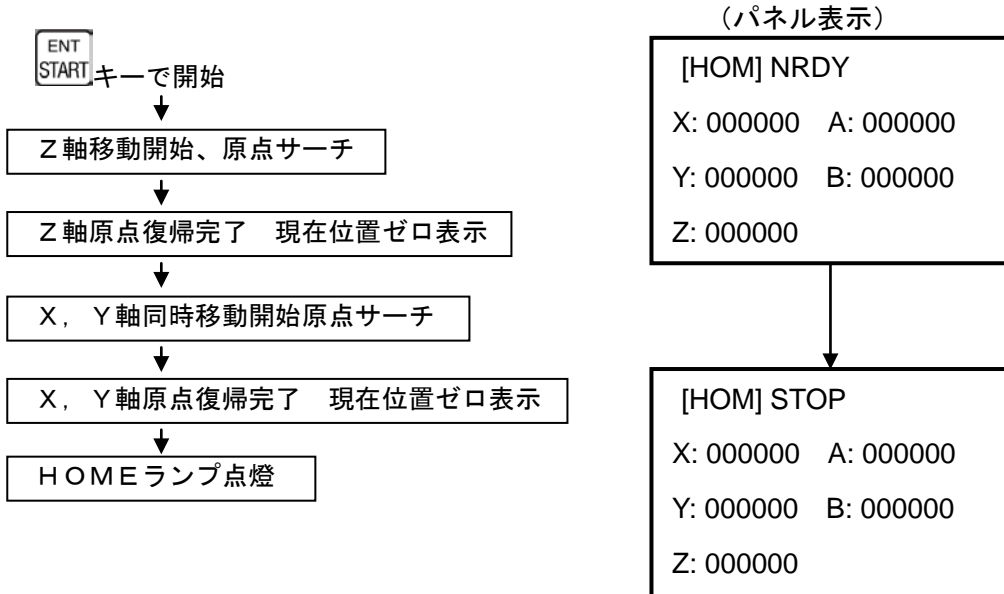 ENT
START キーで開始
Ｚ軸移動開始、原点サーチ
Ｚ軸原点復帰完了　現在位置ゼロ表示
Ｘ，Ｙ軸同時移動開始原点サーチ
Ｘ，Ｙ軸原点復帰完了　現在位置ゼロ表示
ＨＯＭＥランプ点燈
（パネル表示）
[HOM] NRDY
X: 000000 A: 000000
Y: 000000 B: 000000
Z: 000000
[HOM] STOP
X: 000000 A: 000000
Y: 000000 B: 000000
Z: 000000